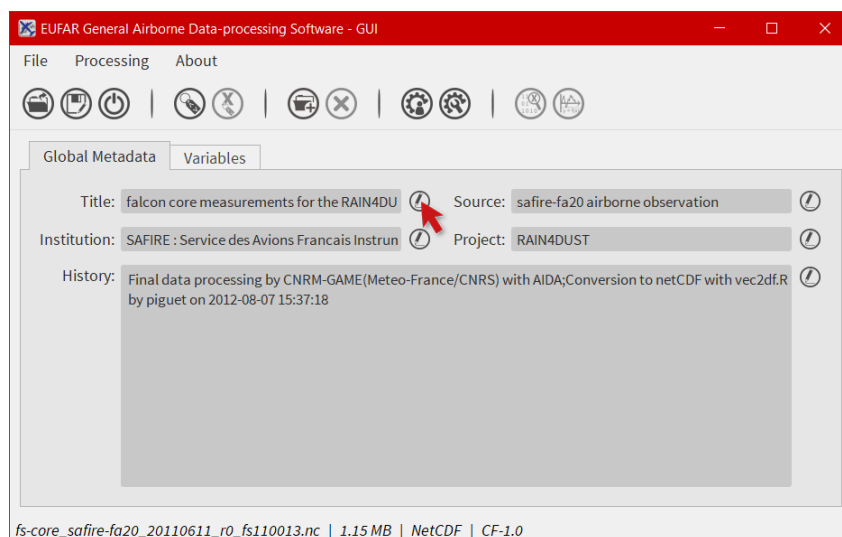 EUFAR General Airborne Data-processing Software - GUI
File Processing About
Global Metadata Variables
Title: falcon core measurements for the RAIN4DU Source: safire-fa20 airborne observation
Institution: SAFIRE : Service des Avions Francais Instrun Project: RAIN4DUST
History: Final data processing by CNRM-GAME(Meteo-France/CNRS) with AIDA;Conversion to netCDF with vec2df.R
by piguet on 2012-08-07 15:37:18
fs-core_safire-fa20_20110611_r0_fs110013.nc | 1.15 MB | NetCDF | CF-1.0